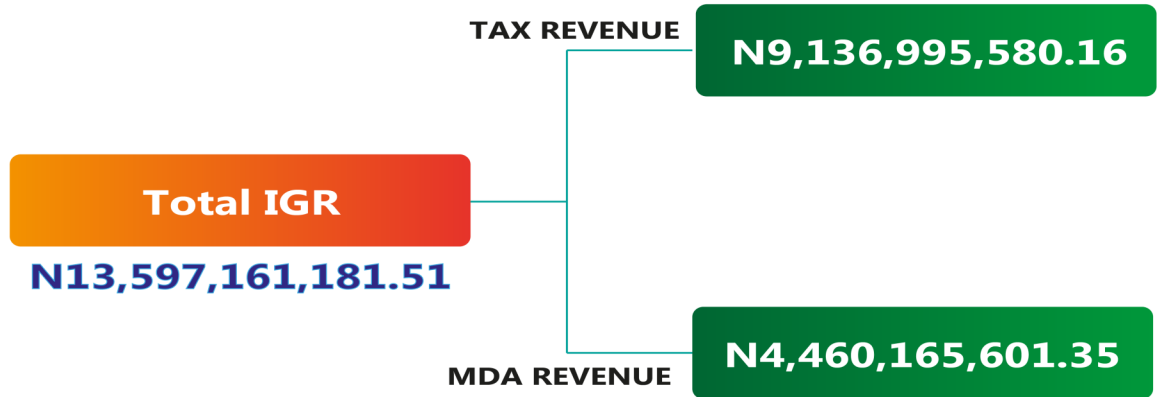 TAX REVENUE
N9,136,995,580.16
Total IGR
N13,597,161,181.51
N4,460,165,601.35
MDA REVENUE